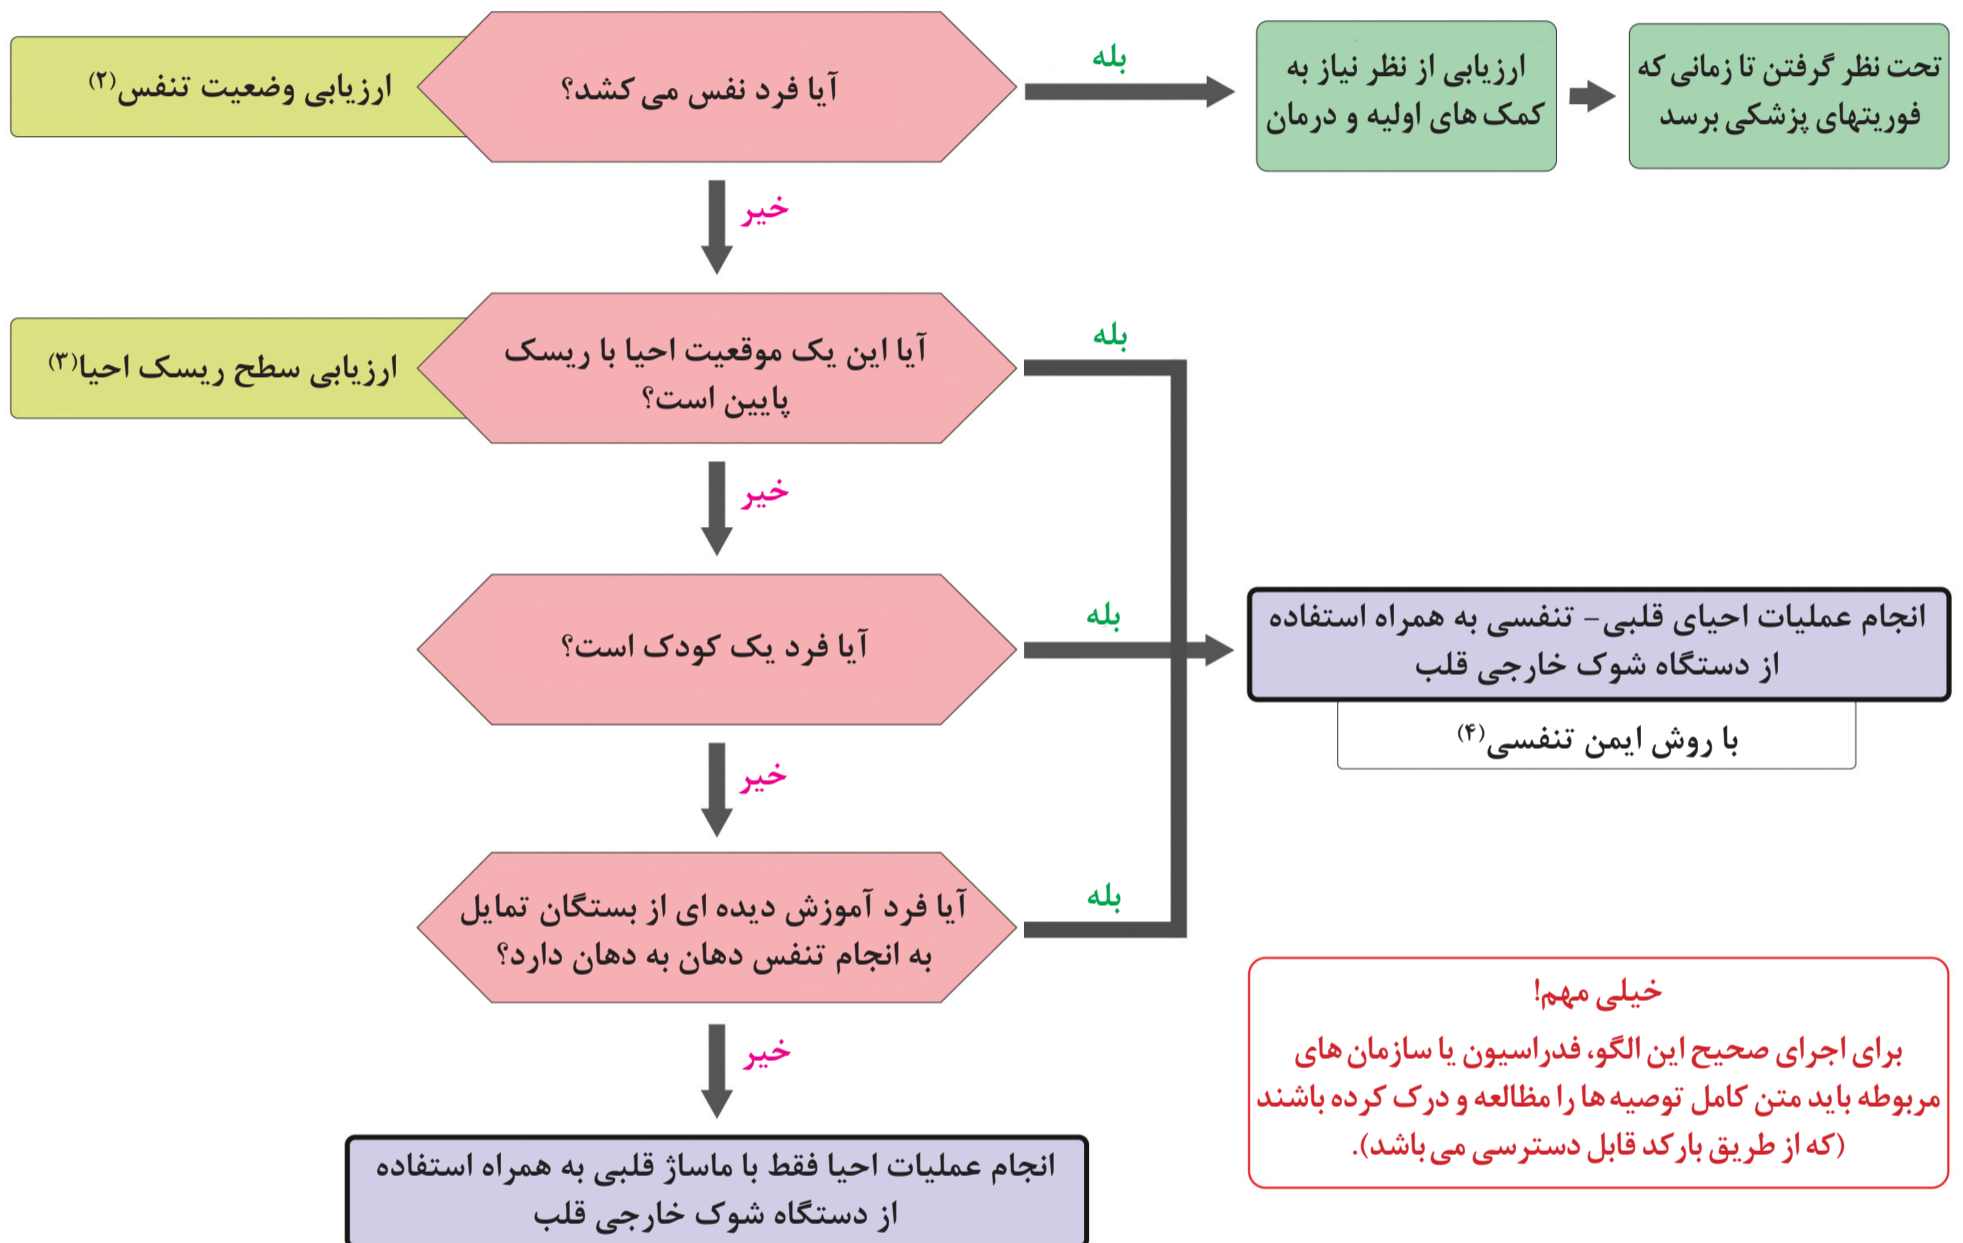 ارزیابی وضعیت تنفس(۲)
آیا فرد نفس می کشد؟
بله
ارزیابی از نظر نیاز به
کمک های اولیه و درمان
تحت نظر گرفتن تا زمانی که
فوریتهای پزشکی برسد
خیر
ارزیابی سطح ریسک احیا(۳)
آیا این یک موقعیت احیا با ریسک
پایین است؟
بله
خیر
آیا فرد یک کودک است؟
بله
انجام عملیات احیای قلبی- تنفسی به همراه استفاده
از دستگاه شوک خارجی قلب
با روش ایمن تنفسی(۴)
خیر
آیا فرد آموزش دیده ای از بستگان تمایل
به انجام تنفس دهان به دهان دارد؟
بله
خیر
انجام عملیات احیا فقط با ماساژ قلبی به همراه استفاده
از دستگاه شوک خارجی قلب
خیلی مهم!
برای اجرای صحیح این الگو، فدراسیون یا سازمان های
مربوطه باید متن کامل توصیه ها را مظالعه و درک کرده باشند
(که از طریق بارکد قابل دسترسی می باشد).